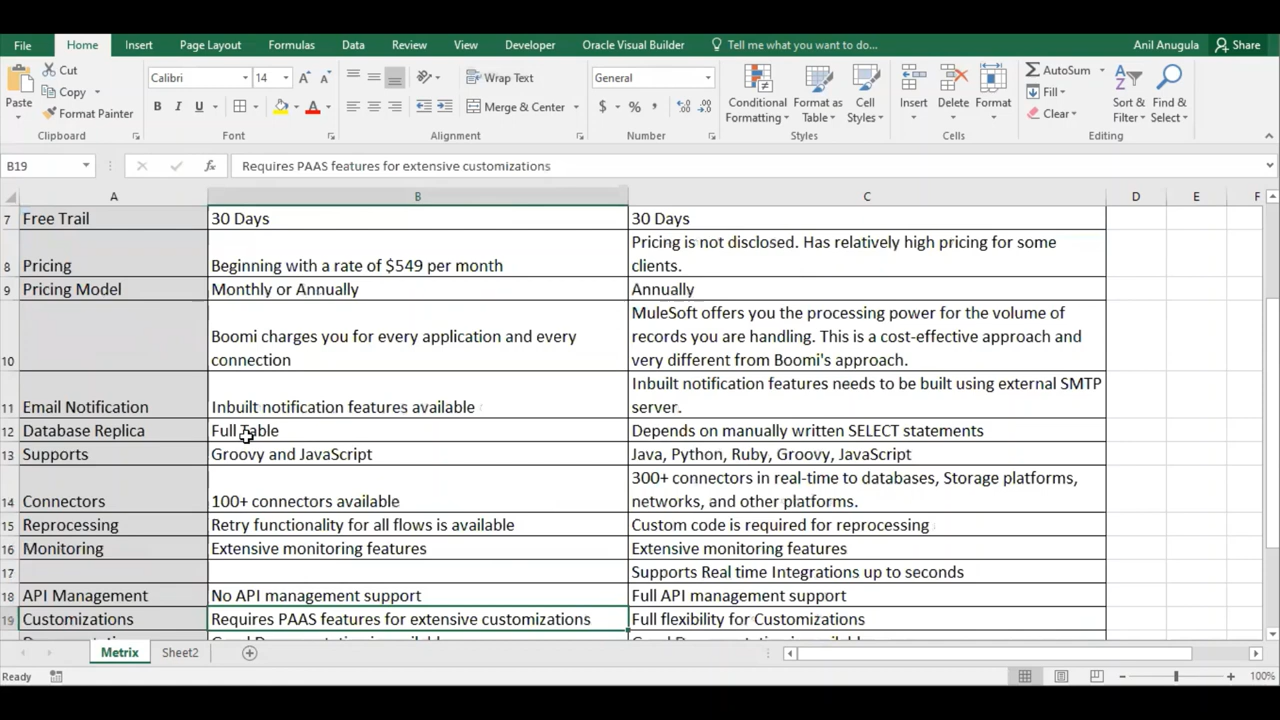 File Home Insert Page Layout Formulas Data Review View Developer Oracle Visual Builder Tell me what you want to do... Anil Anugula Share
Paste
Cut
Copy
Format Painter
Clipboard
Calibri 14
B I U
Font
Wrap Text
Merge & Center
Alignment
General
$ % ,
Number
Conditional
Formatting
Format as
Table
Cell
Styles
Styles
Insert Delete Format
Cells
AutoSum
Fill
Clear
Sort &
Filter
Find &
Select
Editing
B19 fx Requires PAAS features for extensive customizations
A B C D E F
7 Free Trail 30 Days 30 Days
8 Pricing Beginning with a rate of $549 per month
Pricing is not disclosed. Has relatively high pricing for some
clients.
9 Pricing Model Monthly or Annually Annually
10
Boomi charges you for every application and every
connection
MuleSoft offers you the processing power for the volume of
records you are handling. This is a cost-effective approach and
very different from Boomi's approach.
11 Email Notification Inbuilt notification features available
Inbuilt notification features needs to be built using external SMTP
server.
12 Database Replica Full Table Depends on manually written SELECT statements
13 Supports Groovy and JavaScript Java, Python, Ruby, Groovy, JavaScript
14 Connectors 100+ connectors available
300+ connectors in real-time to databases, Storage platforms,
networks, and other platforms.
15 Reprocessing Retry functionality for all flows is available Custom code is required for reprocessing
16 Monitoring Extensive monitoring features Extensive monitoring features
17 Supports Real time Integrations up to seconds
18 API Management No API management support Full API management support
19 Customizations Requires PAAS features for extensive customizations Full flexibility for Customizations
Metrix Sheet2
Ready 100%